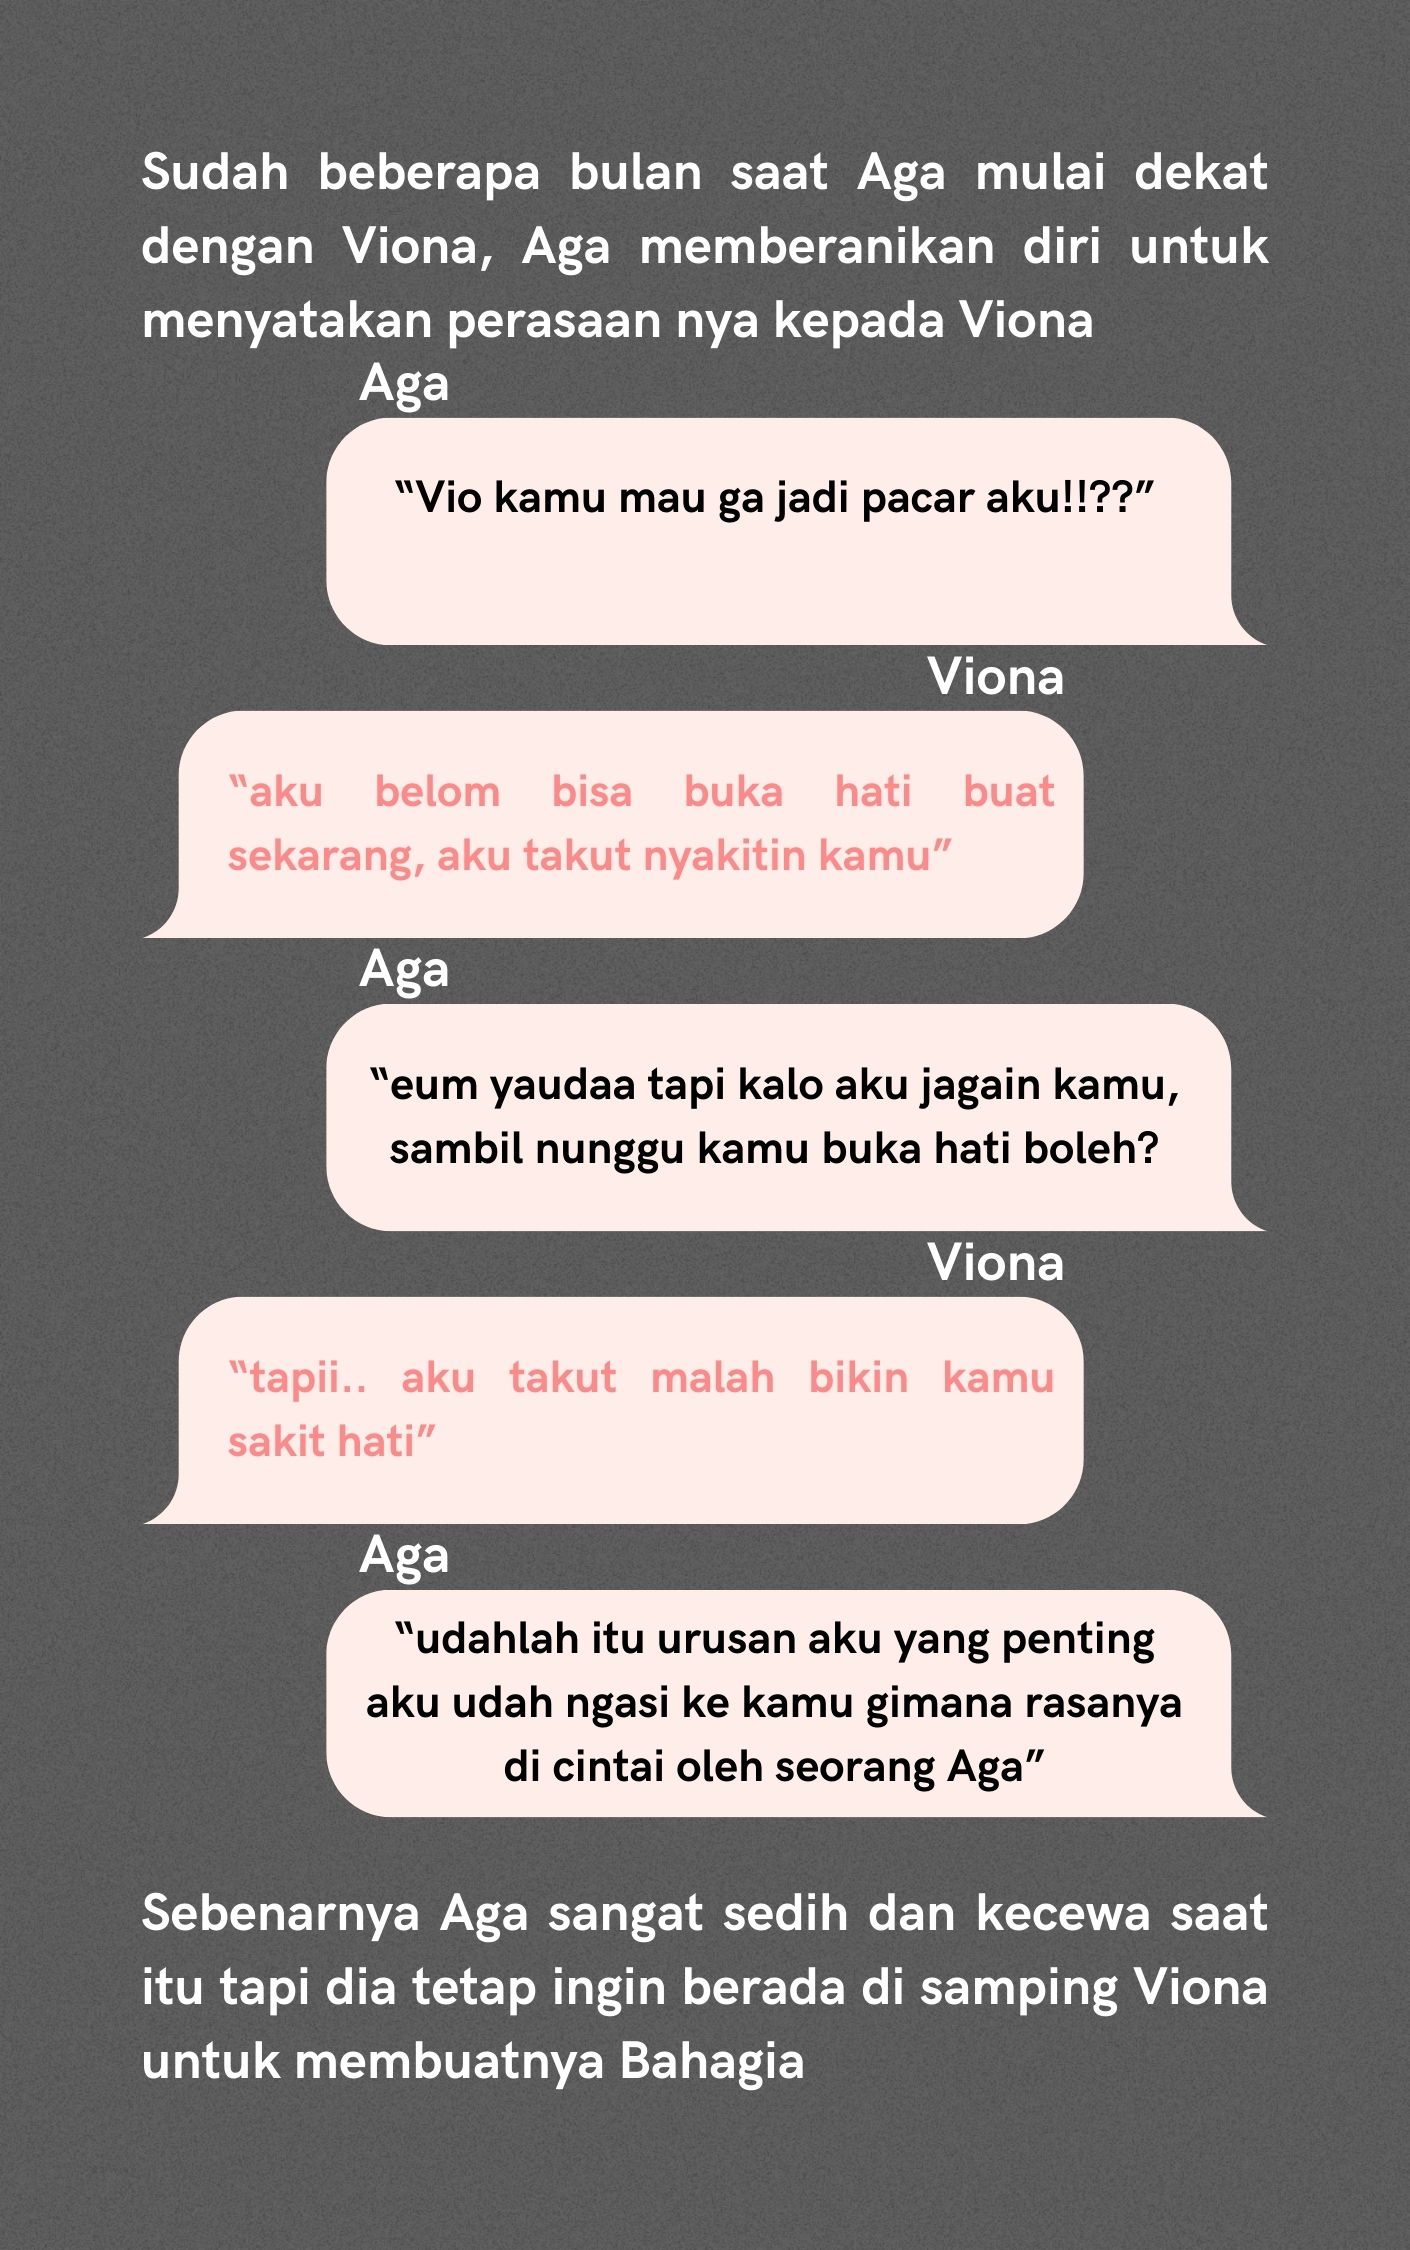 Sudah beberapa bulan saat Aga mulai dekat
dengan Viona, Aga memberanikan diri untuk
menyatakan perasaan nya kepada Viona
Aga
“Vio kamu mau ga jadi pacar aku!!??”
Viona
“aku belom bisa buka hati buat
sekarang, aku takut nyakitin kamu”
Aga
“eum yaudaa tapi kalo aku jagain kamu,
sambil nunggu kamu buka hati boleh?
Viona
“tapii.. aku takut malah bikin kamu
sakit hati”
Aga
“udahlah itu urusan aku yang penting
aku udah ngasi ke kamu gimana rasanya
di cintai oleh seorang Aga”
Sebenarnya Aga sangat sedih dan kecewa saat
itu tapi dia tetap ingin berada di samping Viona
untuk membuatnya Bahagia